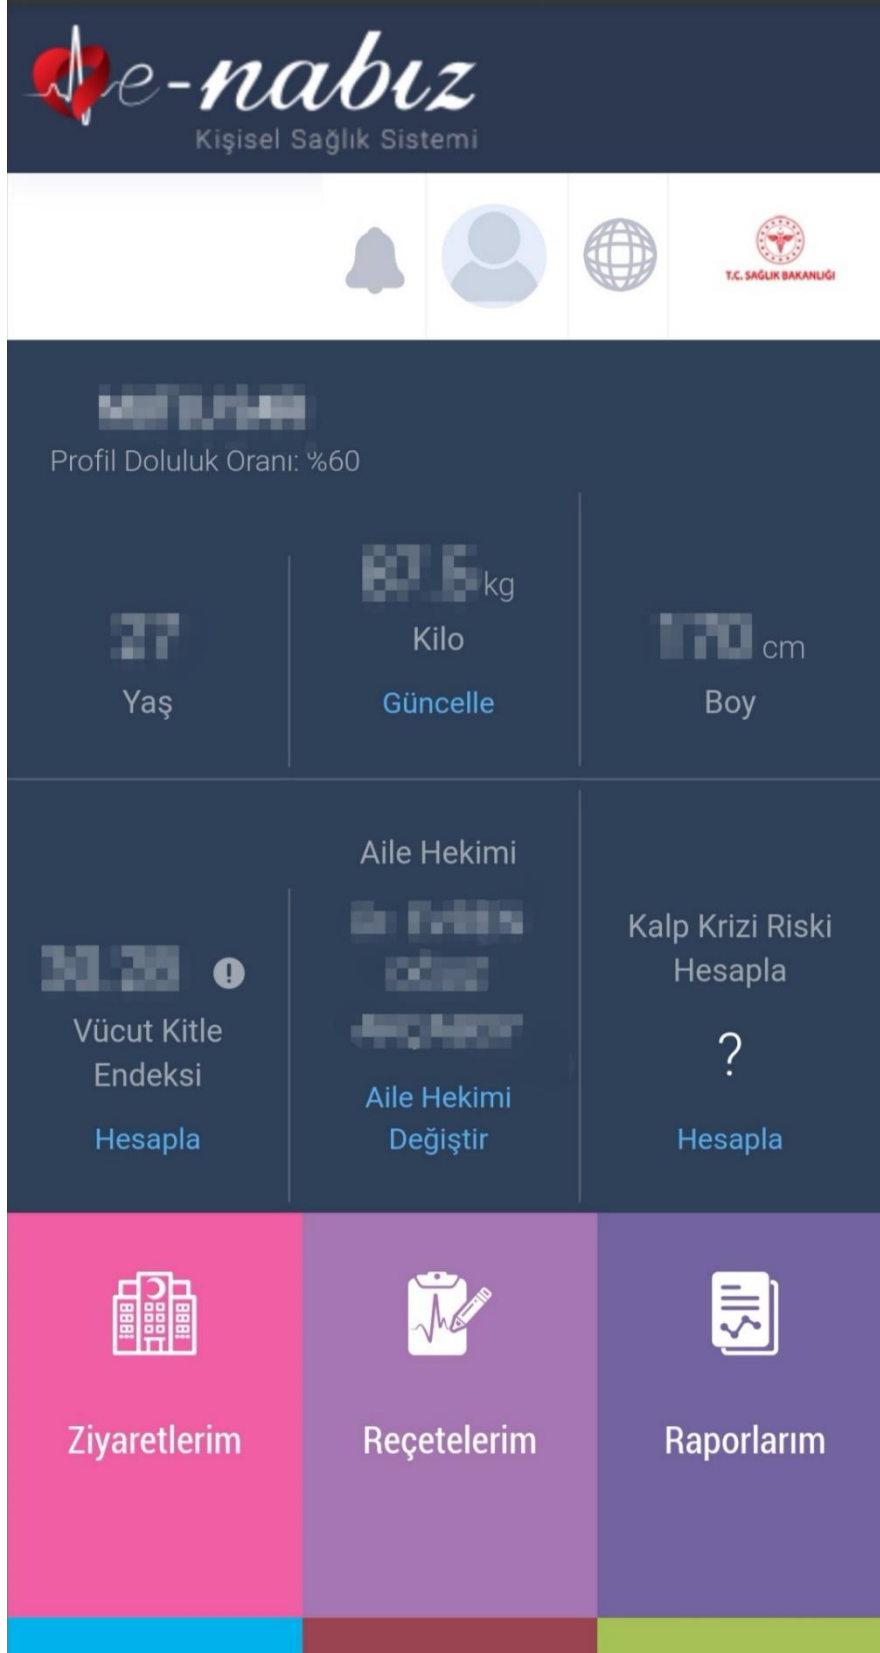 e-nabız
Kişisel Sağlık Sistemi
T.C. SAĞLIK BAKANLIĞI
Profil Doluluk Oranı: %60
kg
Kilo
Güncelle
Yaş
cm
Boy
Aile Hekimi
Aile Hekimi
Değiştir
Vücut Kitle
Endeksi
Hesapla
Kalp Krizi Riski
Hesapla
?
Hesapla
Ziyaretlerim
Reçetelerim
Raporlarım